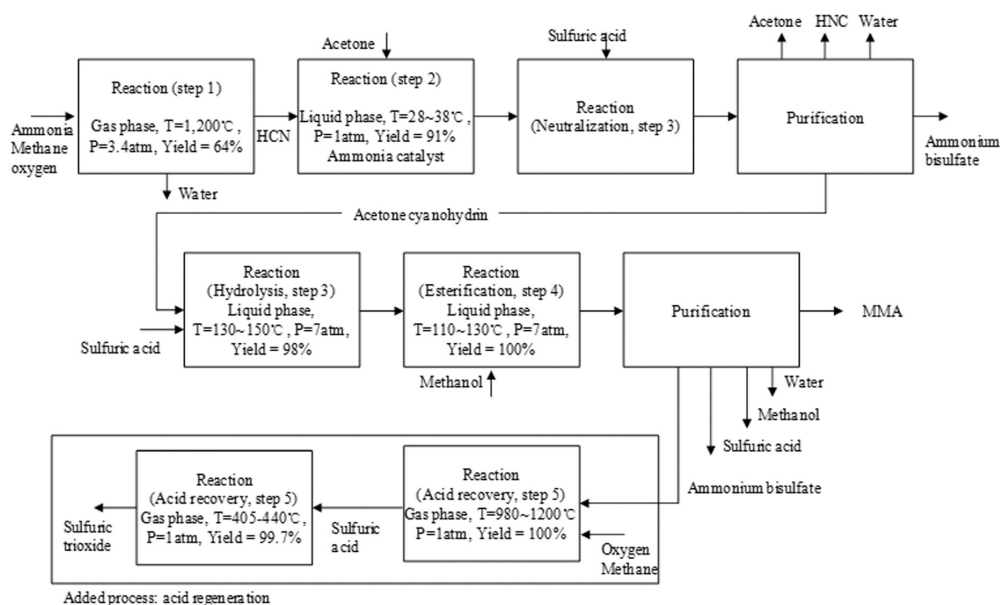 Acetone HNC Water
Acetone
Sulfuric acid
Reaction (step 1)
Gas phase, T=1,200℃,
P=3.4atm, Yield = 64%
Reaction (step 2)
Liquid phase, T=28~38℃,
P=1atm, Yield = 91%
Ammonia catalyst
Reaction
(Neutralization, step 3)
Purification
Ammonia
Methane
oxygen
HCN
Ammonium
bisulfate
Water
Acetone cyanohydrin
Reaction
(Hydrolysis, step 3)
Liquid phase,
T=130~150℃, P=7atm,
Yield = 98%
Reaction
(Esterification, step 4)
Liquid phase,
T=110~130℃, P=7atm,
Yield = 100%
Purification
MMA
Sulfuric acid
Methanol
Water
Methanol
Sulfuric acid
Ammonium bisulfate
Reaction
(Acid recovery, step 5)
Gas phase, T=405-440℃,
P=1atm, Yield = 99.7%
Reaction
(Acid recovery, step 5)
Gas phase, T=980~1200℃
P=1atm, Yield = 100%
Sulfuric
trioxide
Sulfuric
acid
Oxygen
Methane
Added process: acid regeneration